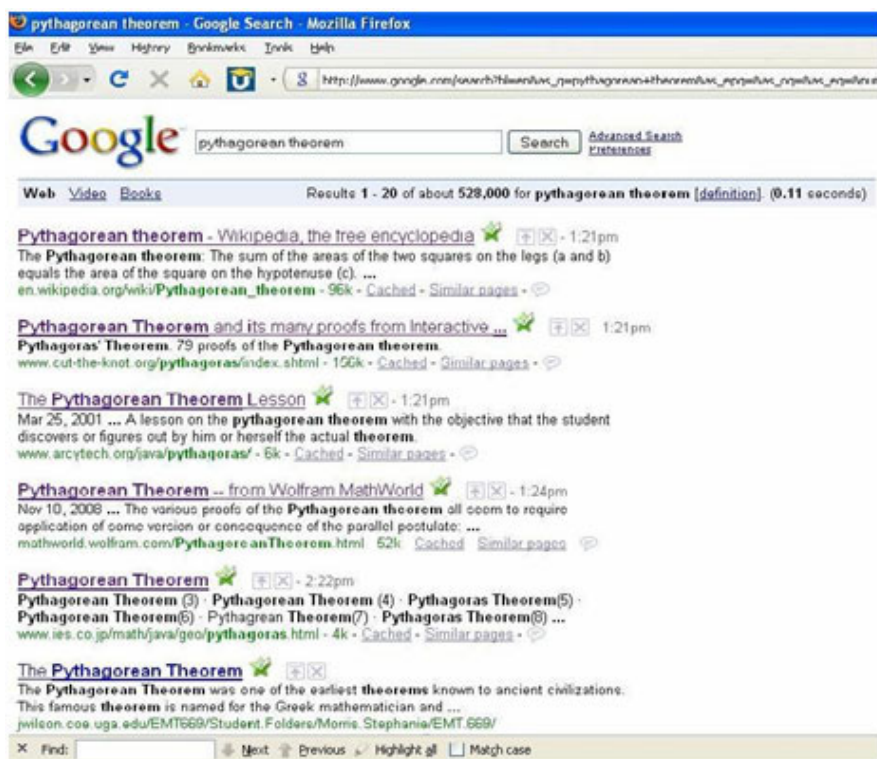 pythagorean theorem - Google Search - Mozilla Firefox
File Edit View History Bookmarks Tools Help
http://www.google.com/search?hl=en&as_q=pythagorean+theorem&as_epq=&as_oq=&as_eq=&
Google pythagorean theorem Search Advanced Search
Preferences
Web Video Books Results 1 - 20 of about 528,000 for pythagorean theorem [definition]. (0.11 seconds)
Pythagorean theorem - Wikipedia, the free encyclopedia - 1:21pm
The Pythagorean theorem: The sum of the areas of the two squares on the legs (a and b)
equals the area of the square on the hypotenuse (c). ...
en.wikipedia.org/wiki/Pythagorean_theorem - 96k - Cached - Similar pages -
Pythagorean Theorem and its many proofs from Interactive ... 1:21pm
Pythagoras' Theorem. 79 proofs of the Pythagorean theorem.
www.cut-the-knot.org/pythagoras/index.shtml - Cached - Similar pages -
The Pythagorean Theorem Lesson - 1:21pm
Mar 25, 2001 ... A lesson on the pythagorean theorem with the objective that the student
discovers or figures out by him or herself the actual theorem.
www.arcytech.org/java/pythagoras/ - 6k - Cached - Similar pages -
Pythagorean Theorem -- from Wolfram MathWorld - 1:24pm
Nov 10, 2008 ... The various proofs of the Pythagorean theorem all seem to require
application of some version or consequence of the parallel postulate: ...
mathworld.wolfram.com/PythagoreanTheorem.html 52k Cached Similar pages
Pythagorean Theorem - 2:22pm
Pythagorean Theorem (3) · Pythagorean Theorem (4) · Pythagoras Theorem(5) ·
Pythagorean Theorem(6) · Pythagrean Theorem(7) · Pythagoras Theorem(8) ...
www.ies.co.jp/math/java/geo/pythagoras.html - 4k - Cached - Similar pages -
The Pythagorean Theorem
The Pythagorean Theorem was one of the earliest theorems known to ancient civilizations.
This famous theorem is named for the Greek mathematician and ...
jwilson.coe.uga.edu/EMT669/Student.Folders/Morris.Stephanie/EMT.669/
Find: Next Previous Highlight all Match case